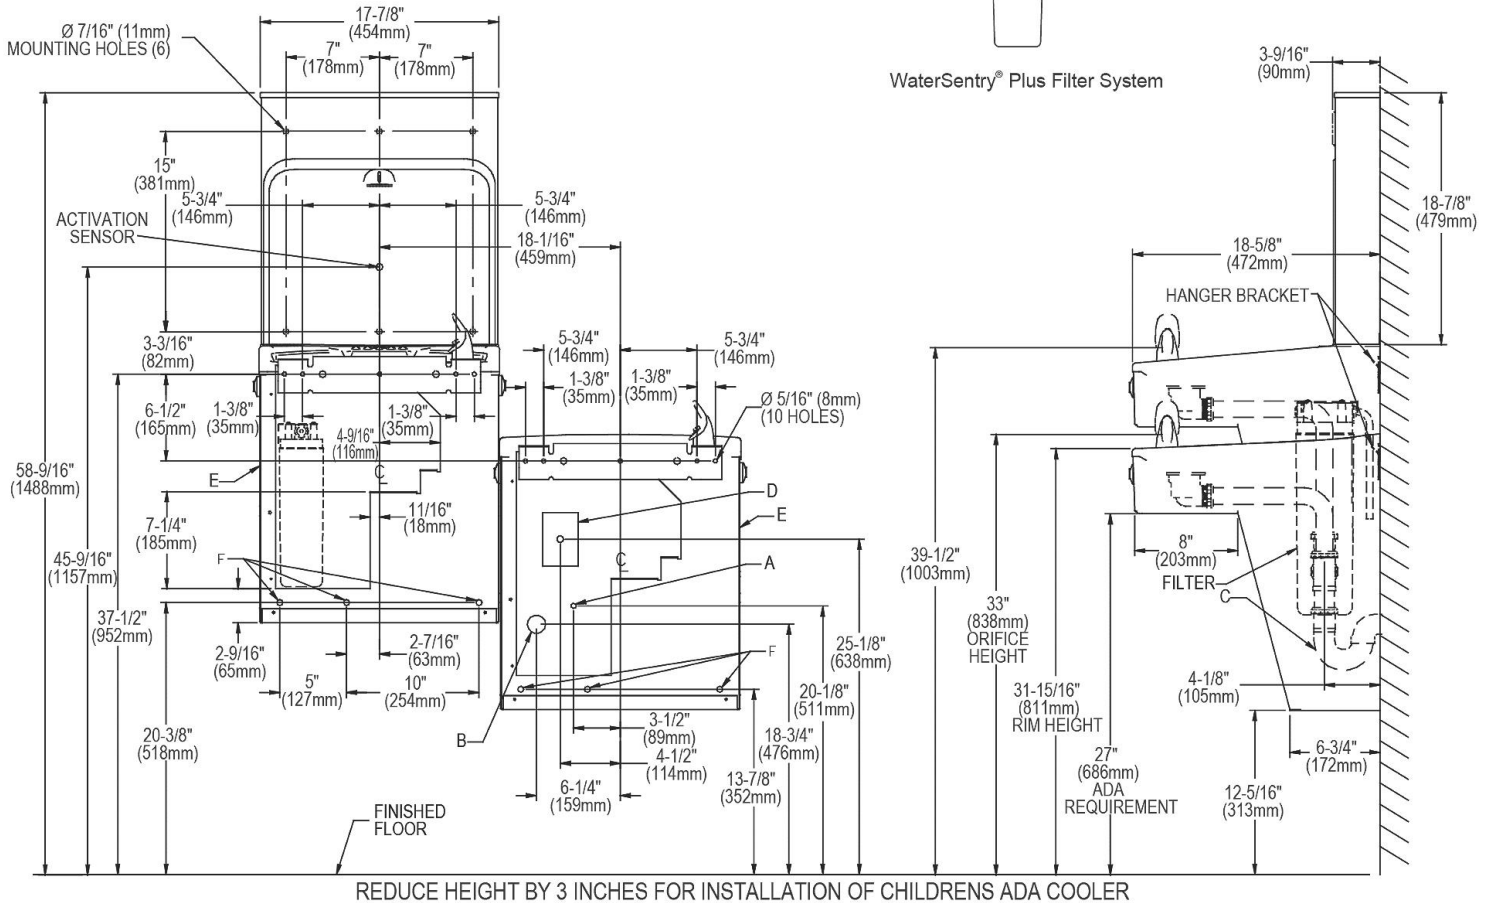 17-7/8"
(454mm)
Ø 7/16" (11mm)
MOUNTING HOLES (6)
7"
(178mm)
7"
(178mm)
WaterSentry® Plus Filter System
3-9/16"
(90mm)
15"
(381mm)
5-3/4"
(146mm)
5-3/4"
(146mm)
ACTIVATION
SENSOR
18-1/16"
(459mm)
18-7/8"
(479mm)
18-5/8"
(472mm)
HANGER BRACKET
3-3/16"
(82mm)
5-3/4"
(146mm)
5-3/4"
(146mm)
1-3/8"
(35mm)
1-3/8"
(35mm)
Ø 5/16" (8mm)
(10 HOLES)
6-1/2"
(165mm)
1-3/8"
(35mm)
1-3/8"
(35mm)
4-9/16"
(116mm)
C
L
58-9/16"
(1488mm)
E
D
E
11/16"
(18mm)
7-1/4"
(185mm)
F
45-9/16"
(1157mm)
C
L
A
39-1/2"
(1003mm)
8"
(203mm)
FILTER
C
33"
(838mm)
ORIFICE
HEIGHT
37-1/2"
(952mm)
2-9/16"
(65mm)
2-7/16"
(63mm)
F
25-1/8"
(638mm)
5"
(127mm)
10"
(254mm)
20-1/8"
(511mm)
31-15/16"
(811mm)
RIM HEIGHT
4-1/8"
(105mm)
20-3/8"
(518mm)
B
3-1/2"
(89mm)
18-3/4"
(476mm)
4-1/2"
(114mm)
6-3/4"
(172mm)
27"
(686mm)
ADA
REQUIREMENT
13-7/8"
(352mm)
6-1/4"
(159mm)
12-5/16"
(313mm)
FINISHED
FLOOR
REDUCE HEIGHT BY 3 INCHES FOR INSTALLATION OF CHILDRENS ADA COOLER